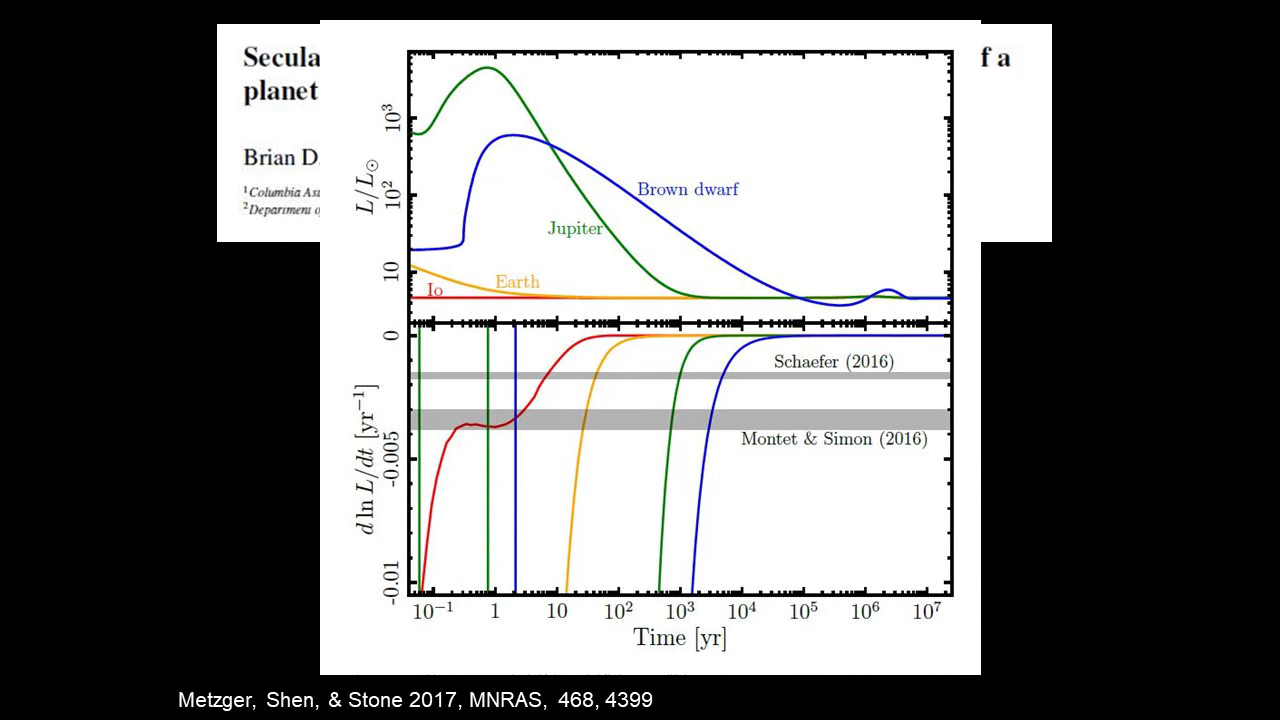 Secula
f a
planet
Brian D.
¹Columbia Ast
²Department o
L/L⊙
10³
10²
10
Brown dwarf
Jupiter
Earth
Io
d ln L/dt [yr⁻¹]
0
-0.005
-0.01
Schaefer (2016)
Montet & Simon (2016)
10⁻¹ 1 10 10² 10³ 10⁴ 10⁵ 10⁶ 10⁷
Time [yr]
Metzger, Shen, & Stone 2017, MNRAS, 468, 4399